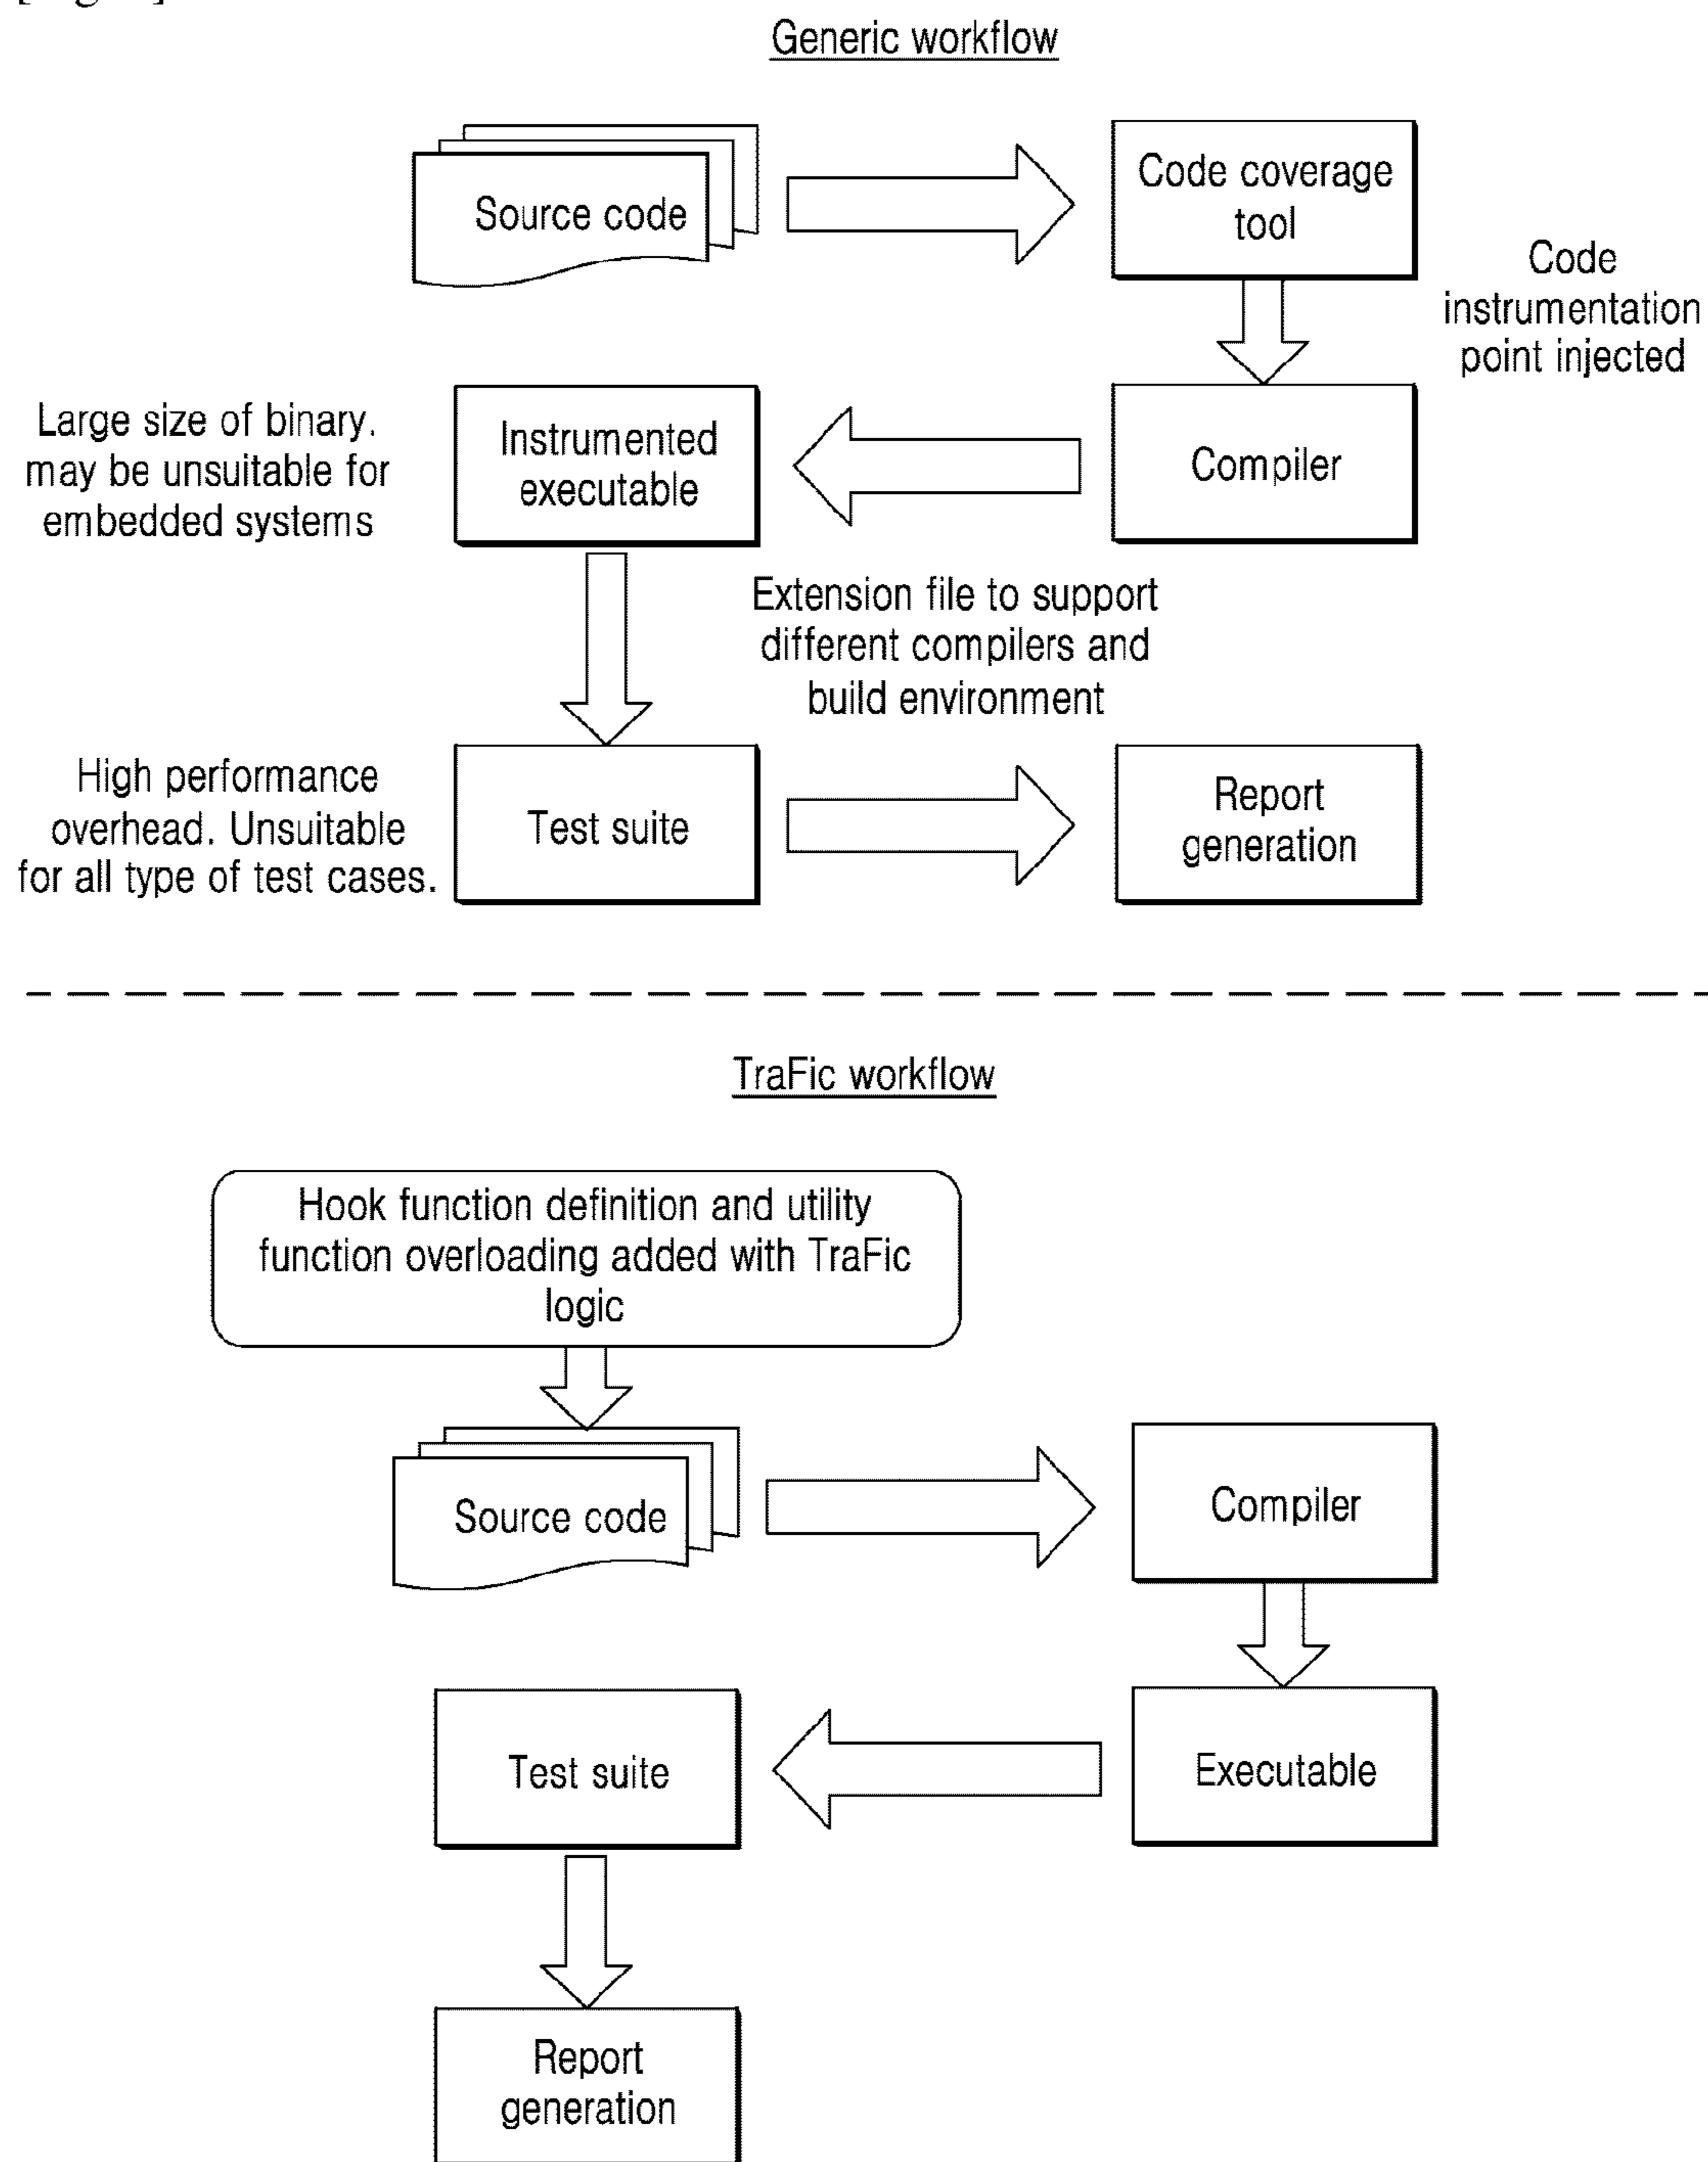 Generic workflow
Source code
Code coverage
tool
Code
instrumentation
point injected
Large size of binary.
may be unsuitable for
embedded systems
Instrumented
executable
Compiler
Extension file to support
different compilers and
build environment
High performance
overhead. Unsuitable
for all type of test cases.
Test suite
Report
generation
TraFic workflow
Hook function definition and utility
function overloading added with TraFic
logic
Source code
Compiler
Test suite
Executable
Report
generation